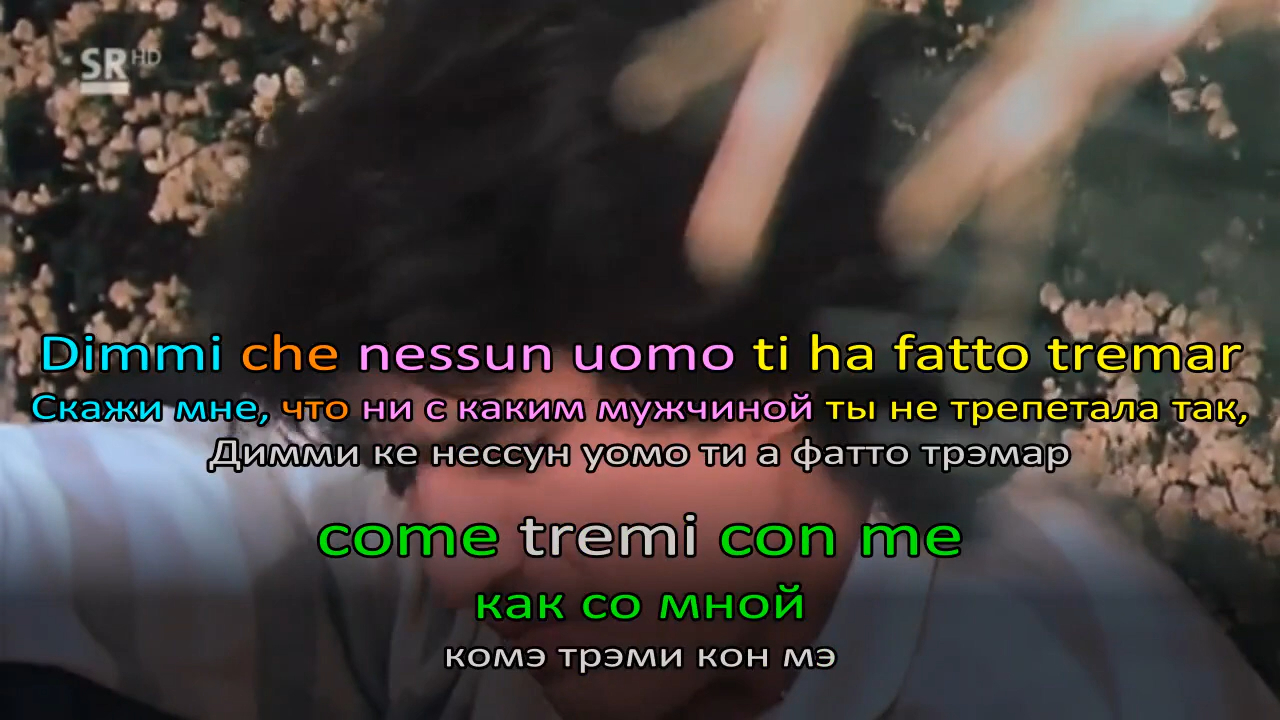 SR HD
Dimmi che nessun uomo ti ha fatto tremar
Скажи мне, что ни с каким мужчиной ты не трепетала так,
Димми ке нессун уомо ти а фатто трэмар
come tremi con me
как со мной
комэ трэми кон мэ